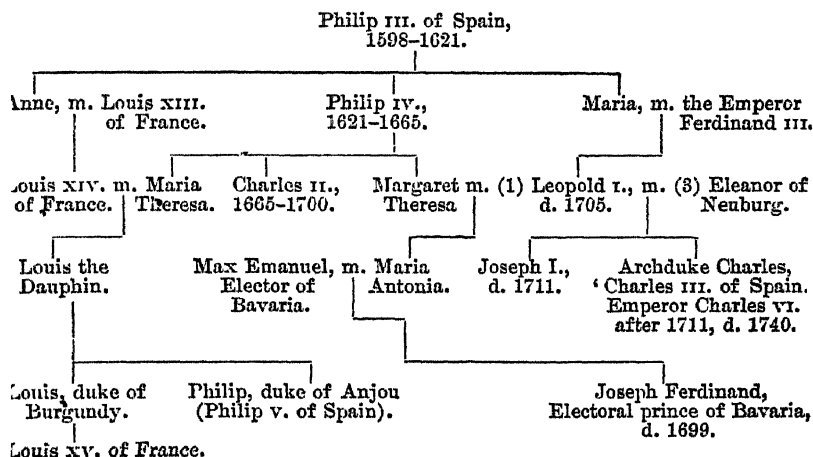 Philip III. of Spain,
1598–1621.
Anne, m. Louis XIII.
of France.
Philip IV.,
1621–1665.
Maria, m. the Emperor
Ferdinand III.
Louis XIV. m. Maria
of France. Theresa.
Charles II.,
1665–1700.
Margaret m. (1) Leopold I., m. (3) Eleanor of
Theresa d. 1705. Neuburg.
Louis the
Dauphin.
Max Emanuel, m. Maria
Elector of Antonia.
Bavaria.
Joseph I.,
d. 1711.
Archduke Charles,
‘ Charles III. of Spain.
Emperor Charles VI.
after 1711, d. 1740.
Louis, duke of
Burgundy.
Philip, duke of Anjou
(Philip V. of Spain).
Joseph Ferdinand,
Electoral prince of Bavaria,
d. 1699.
Louis XV. of France.